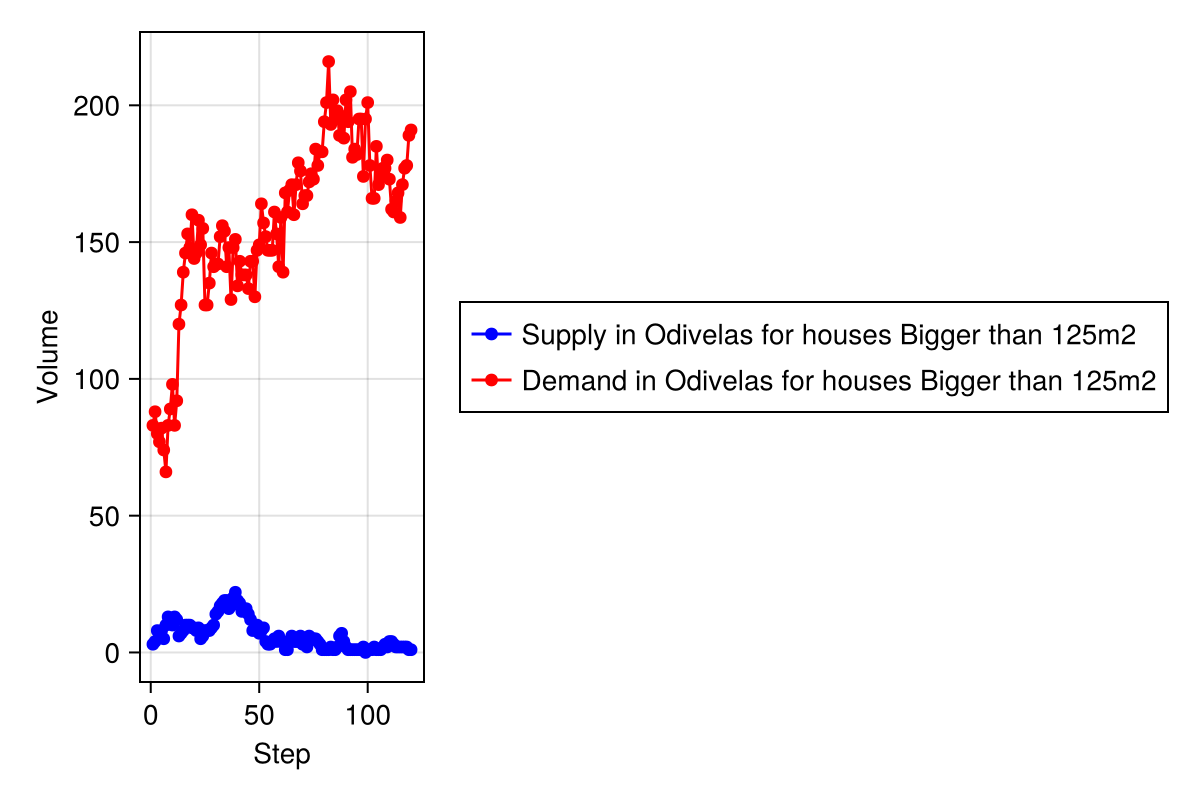 200
150
100
50
0
Volume
0 50 100
Step
Supply in Odivelas for houses Bigger than 125m2
Demand in Odivelas for houses Bigger than 125m2